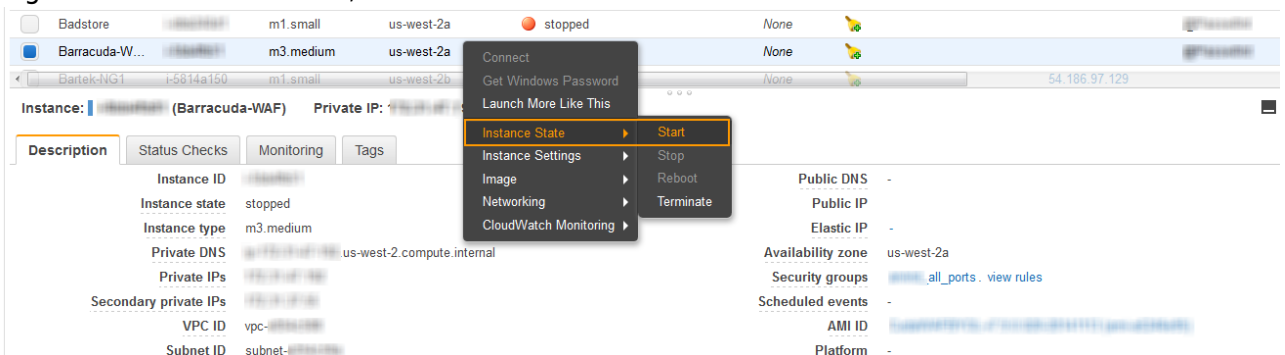 Badstore m1.small us-west-2a stopped None
Barracuda-W... m3.medium us-west-2a None
Bartek-NG1 i-5814a150 m1.small us-west-2b None 54.186.97.129
Instance: (Barracuda-WAF) Private IP:
Description Status Checks Monitoring Tags
Connect
Get Windows Password
Launch More Like This
Instance State Start
Instance Settings Stop
Image Reboot
Networking Terminate
CloudWatch Monitoring
Instance ID
Instance state stopped
Instance type m3.medium
Private DNS .us-west-2.compute.internal
Private IPs
Secondary private IPs
VPC ID vpc-
Subnet ID subnet-
Public DNS -
Public IP
Elastic IP -
Availability zone us-west-2a
Security groups _all_ports . view rules
Scheduled events -
AMI ID
Platform -